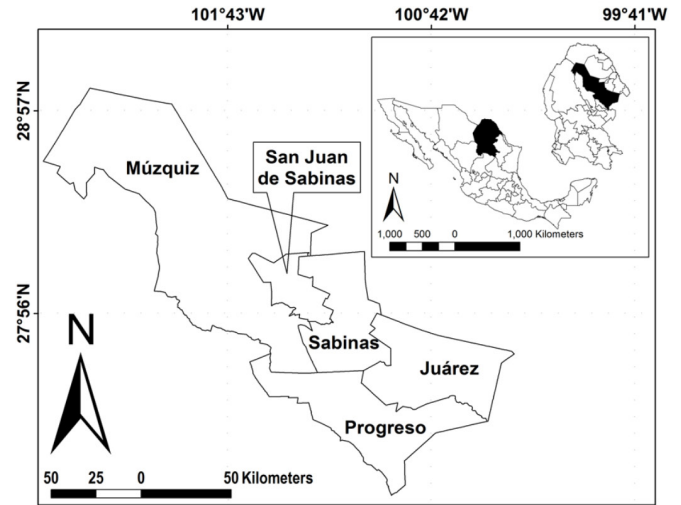 101°43'W 100°42'W 99°41'W
28°57'N
27°56'N
Múzquiz
San Juan
de Sabinas
Sabinas
Juárez
Progreso
N
50 25 0 50 Kilometers
N
1,000 500 0 1,000 Kilometers